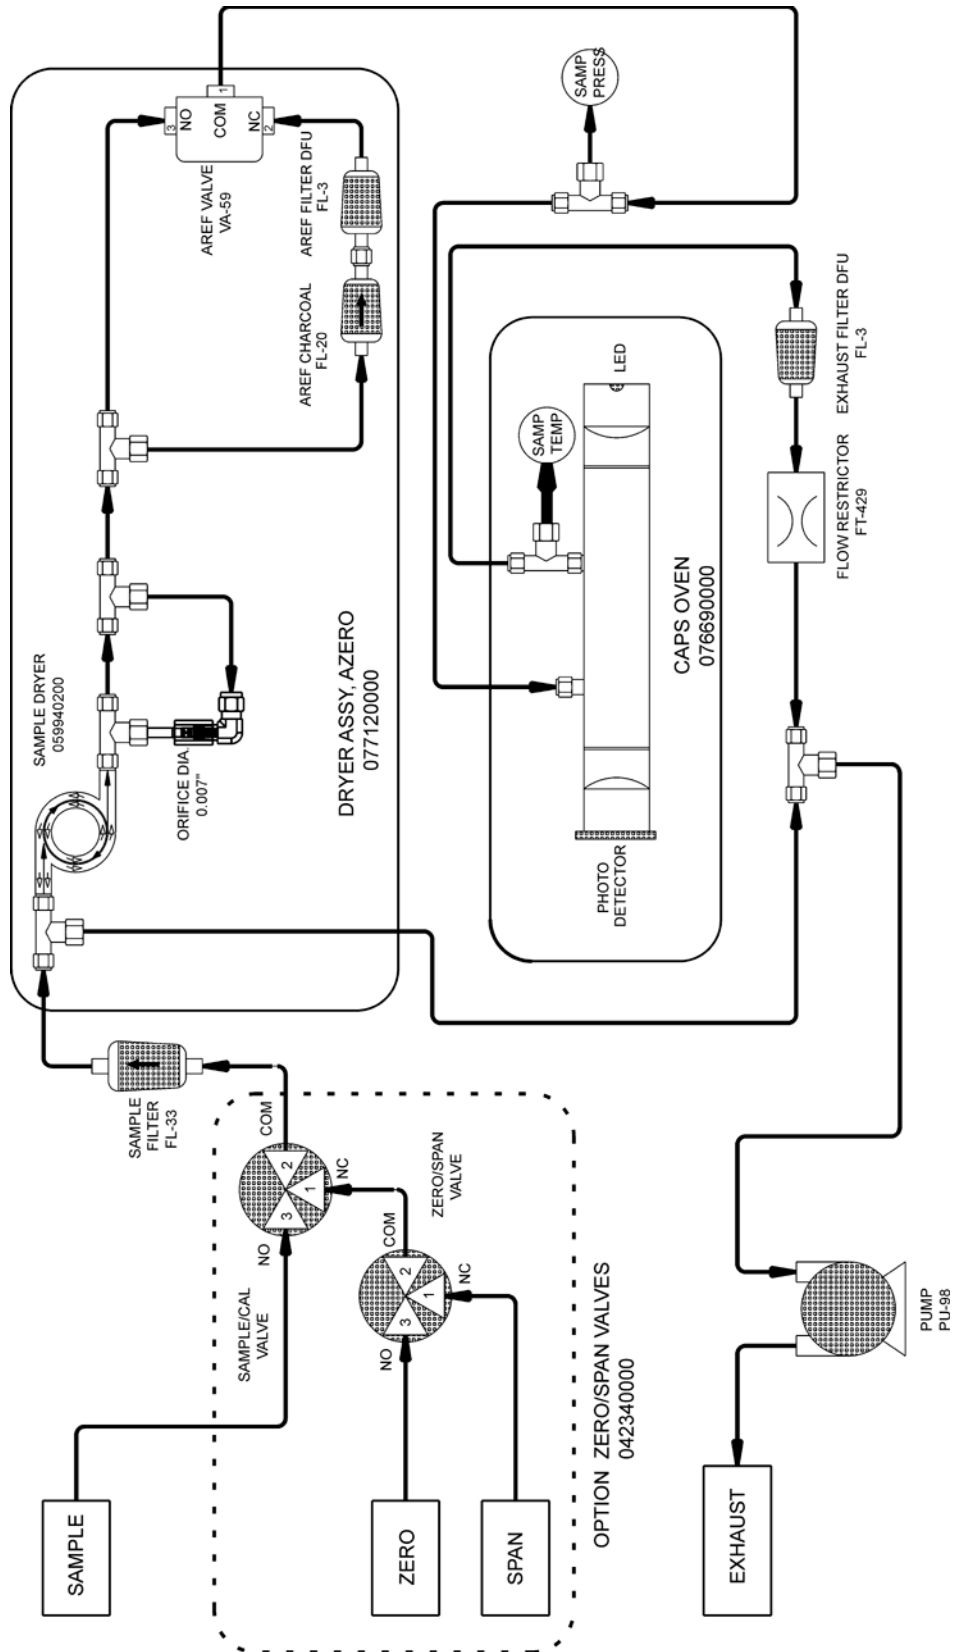 SAMPLE
ZERO
SPAN
EXHAUST
OPTION ZERO/SPAN VALVES
042340000
SAMPLE/CAL
VALVE
NO
3
2
1
COM
NC
ZERO/SPAN
VALVE
NO
3
2
1
COM
NC
SAMPLE
FILTER
FL-33
PUMP
PU-98
SAMPLE DRYER
059940200
ORIFICE DIA.
0.007"
DRYER ASSY, AZERO
077120000
AREF VALVE
VA-59
3
NO
COM
1
NC
2
AREF FILTER DFU
FL-3
AREF CHARCOAL
FL-20
SAMP
PRESS
SAMP
TEMP
LED
PHOTO
DETECTOR
CAPS OVEN
076690000
EXHAUST FILTER DFU
FL-3
FLOW RESTRICTOR
FT-429